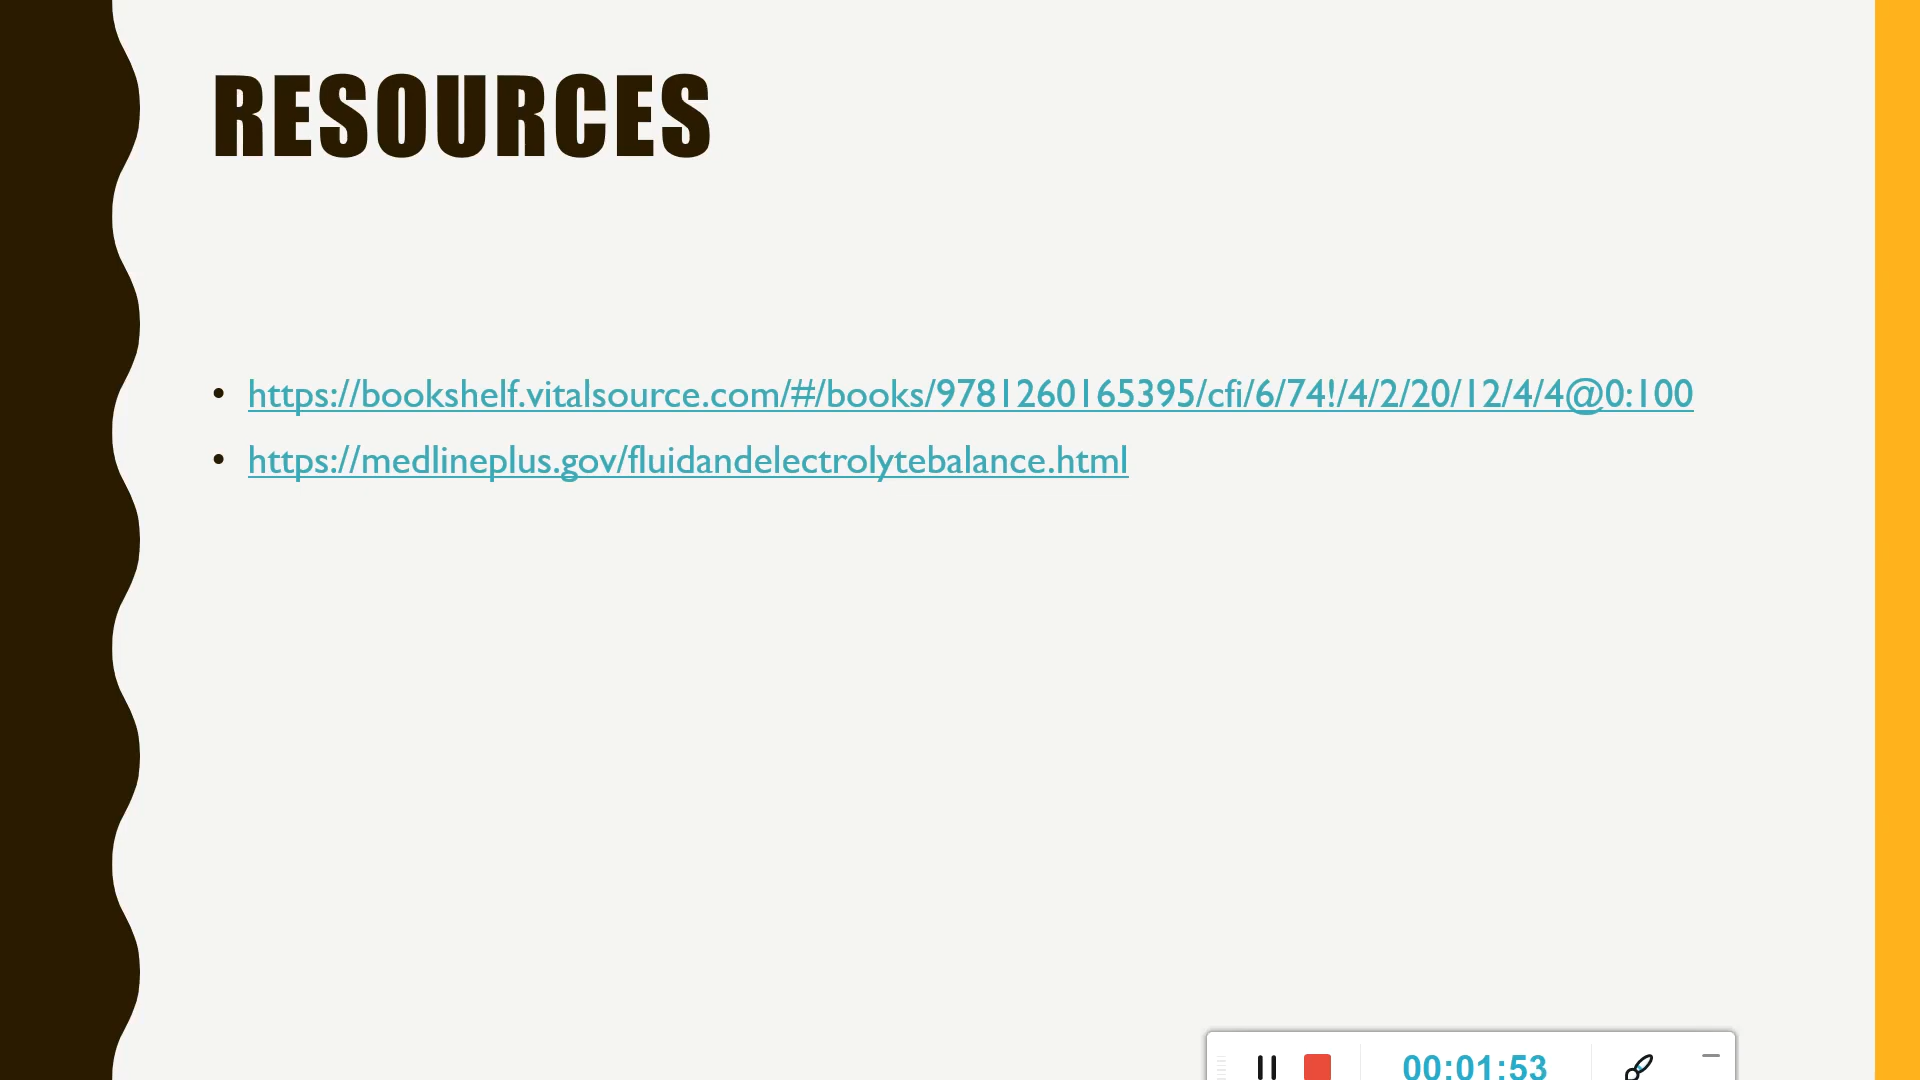 RESOURCES
• https://bookshelf.vitalsource.com/#/books/9781260165395/cfi/6/74!/4/2/20/12/4/4@0:100
• https://medlineplus.gov/fluidandelectrolytebalance.html
00:01:53